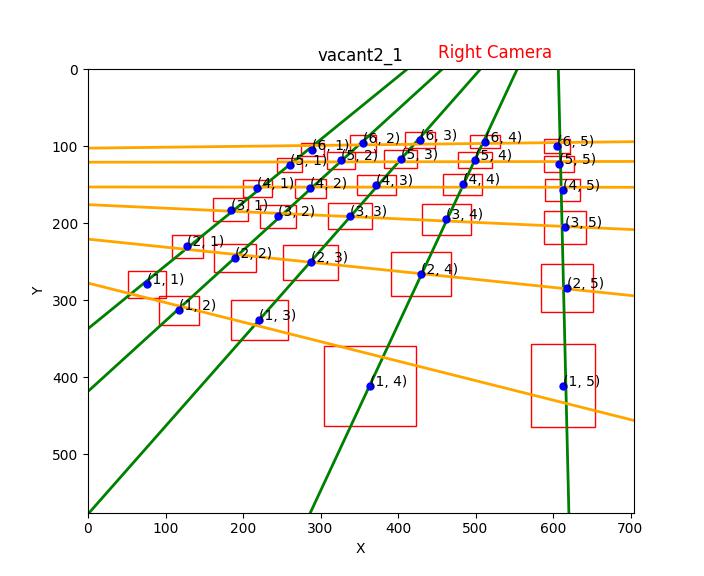 vacant2_1 Right Camera
0
100
200
300
400
500
Y
(6, 1) (6, 2) (6, 3) (6, 4) (6, 5)
(5, 1) (5, 2) (5, 3) (5, 4) (5, 5)
(4, 1) (4, 2) (4, 3) (4, 4) (4, 5)
(3, 1) (3, 2) (3, 3) (3, 4) (3, 5)
(2, 1) (2, 2) (2, 3) (2, 4) (2, 5)
(1, 1) (1, 2) (1, 3) (1, 4) (1, 5)
0 100 200 300 400 500 600 700
X